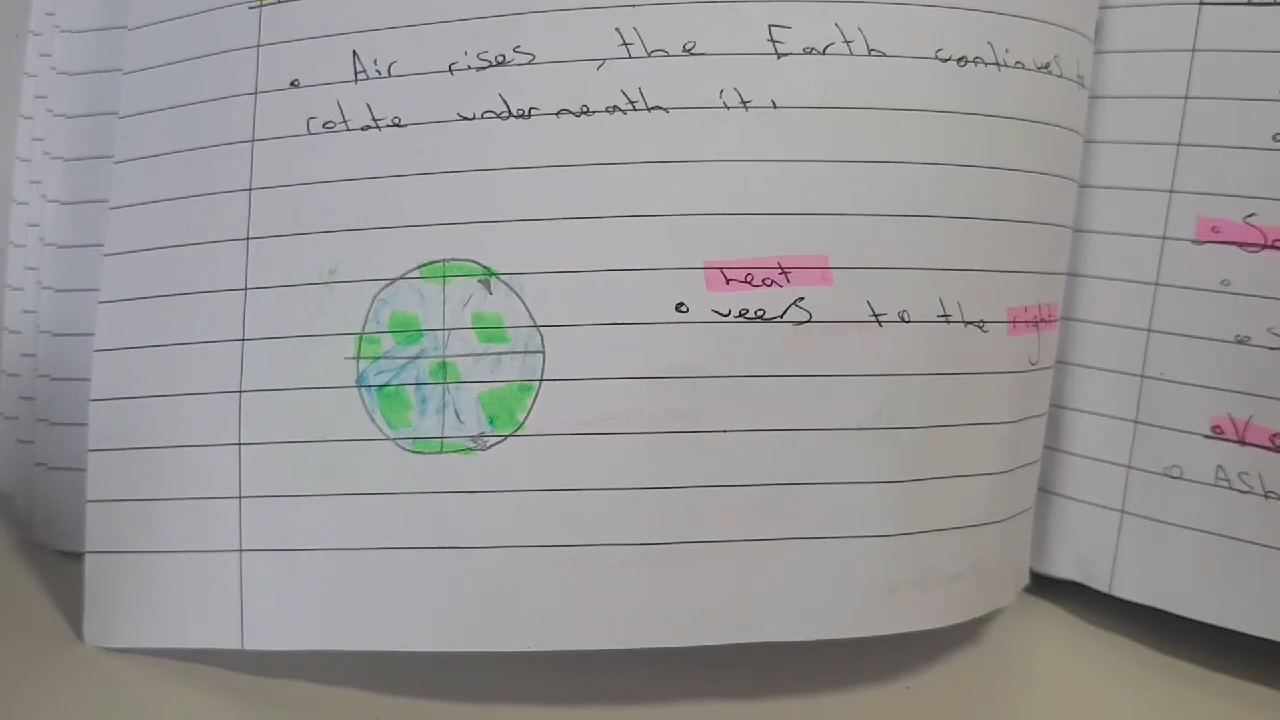 • Air rises, the Earth continues to
rotate underneath it.
heat
• veers to the right